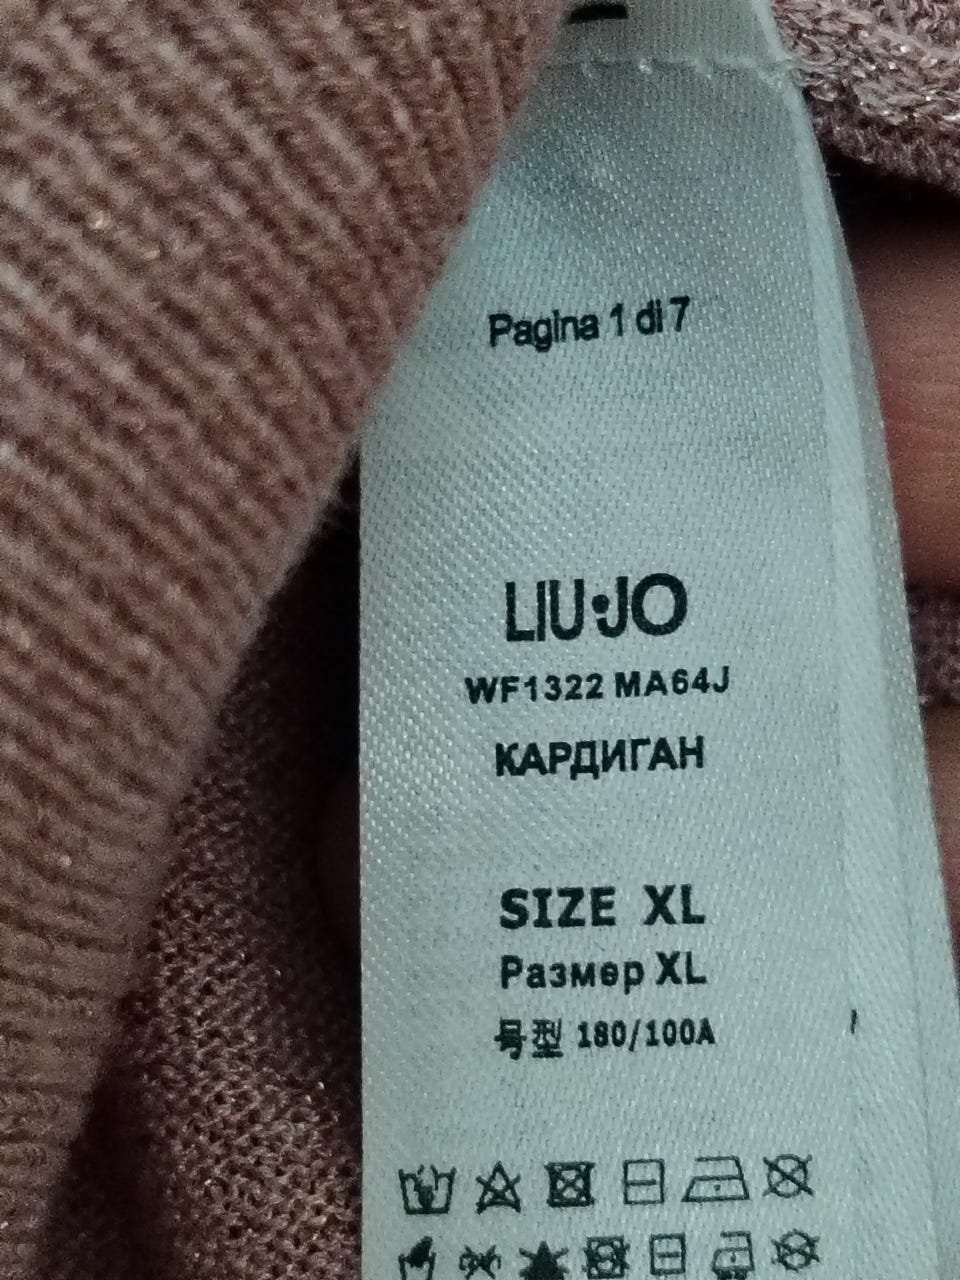 Pagina 1 di 7
LIU•JO
WF1322 MA64J
КАРДИГАН
SIZE XL
Размер XL
号型 180/100A